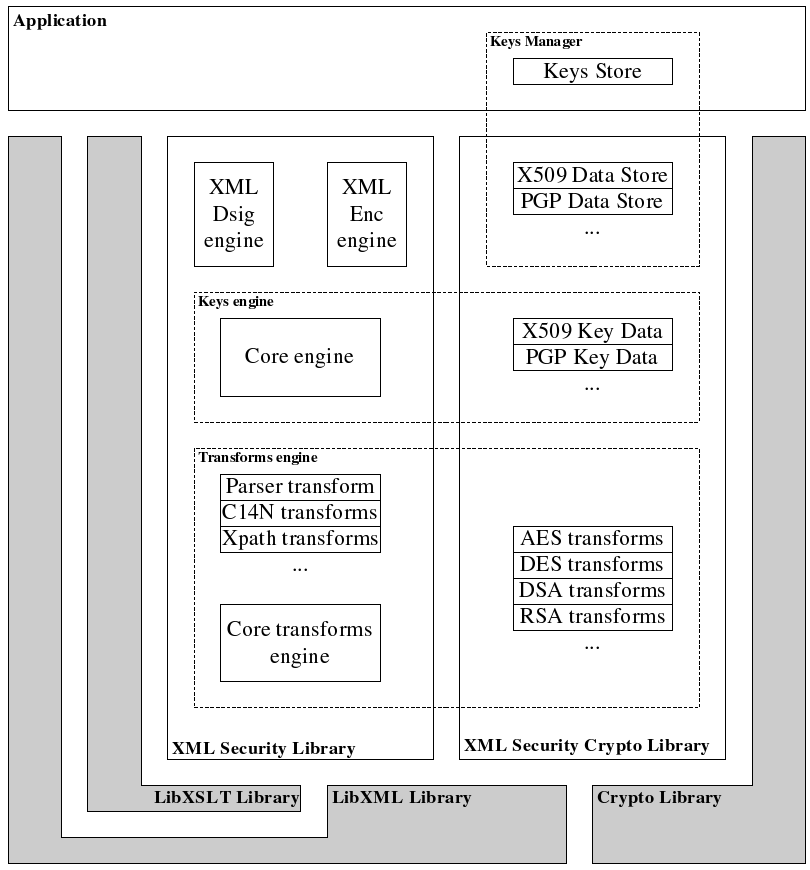 Application
Keys Manager
Keys Store
XML
Dsig
engine
XML
Enc
engine
X509 Data Store
PGP Data Store
...
Keys engine
Core engine
X509 Key Data
PGP Key Data
...
Transforms engine
Parser transform
C14N transforms
Xpath transforms
...
Core transforms
engine
AES transforms
DES transforms
DSA transforms
RSA transforms
...
XML Security Library
XML Security Crypto Library
LibXSLT Library
LibXML Library
Crypto Library